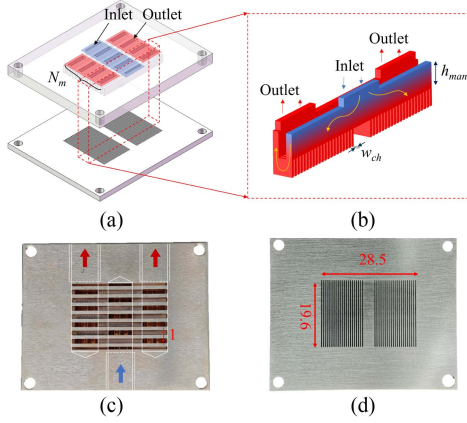 Inlet
Outlet
N_m
(a)
Outlet
Inlet
Outlet
h_man
w_ch
(b)
1
(c)
28.5
19.6
(d)